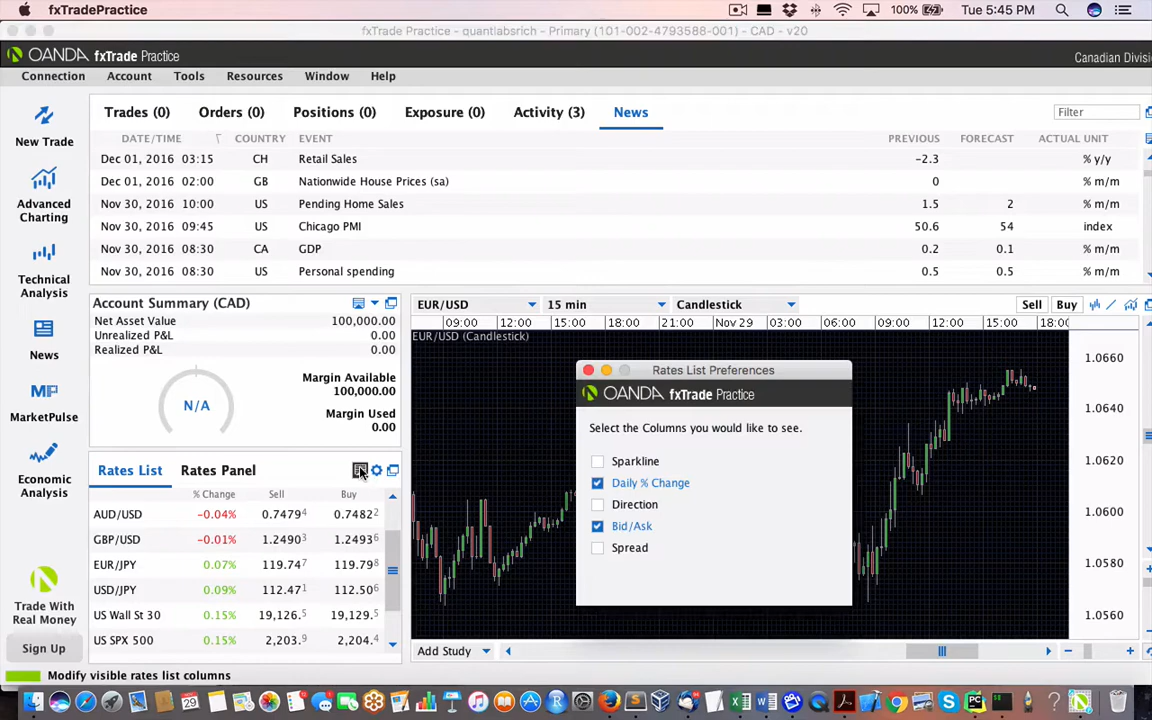 fxTradePractice 100% Tue 5:45 PM
fxTrade Practice - quantlabsrich - Primary (101-002-4793588-001) - CAD - v20
OANDA fxTrade Practice Canadian Divisi
Connection Account Tools Resources Window Help
New Trade
Advanced
Charting
Technical
Analysis
News
MarketPulse
Economic
Analysis
Trade With
Real Money
Sign Up
Trades (0) Orders (0) Positions (0) Exposure (0) Activity (3) News Filter
DATE/TIME COUNTRY EVENT PREVIOUS FORECAST ACTUAL UNIT
Dec 01, 2016 03:15 CH Retail Sales -2.3 % y/y
Dec 01, 2016 02:00 GB Nationwide House Prices (sa) 0 % m/m
Nov 30, 2016 10:00 US Pending Home Sales 1.5 2 % m/m
Nov 30, 2016 09:45 US Chicago PMI 50.6 54 index
Nov 30, 2016 08:30 CA GDP 0.2 0.1 % m/m
Nov 30, 2016 08:30 US Personal spending 0.5 0.5 % m/m
Account Summary (CAD)
Net Asset Value 100,000.00
Unrealized P&L 0.00
Realized P&L 0.00
N/A
Margin Available
100,000.00
Margin Used
0.00
Rates List Rates Panel
% Change Sell Buy
AUD/USD -0.04% 0.74794 0.74822
GBP/USD -0.01% 1.24903 1.24936
EUR/JPY 0.07% 119.747 119.798
USD/JPY 0.09% 112.471 112.506
US Wall St 30 0.15% 19,126.5 19,129.5
US SPX 500 0.15% 2,203.9 2,204.4
EUR/USD 15 min Candlestick Sell Buy
09:00 12:00 15:00 18:00 21:00 Nov 29 03:00 06:00 09:00 12:00 15:00 18:00
EUR/USD (Candlestick)
1.0660
1.0640
1.0620
1.0600
1.0580
1.0560
Rates List Preferences
OANDA fxTrade Practice
Select the Columns you would like to see.
Sparkline
Daily % Change
Direction
Bid/Ask
Spread
Add Study
Modify visible rates list columns